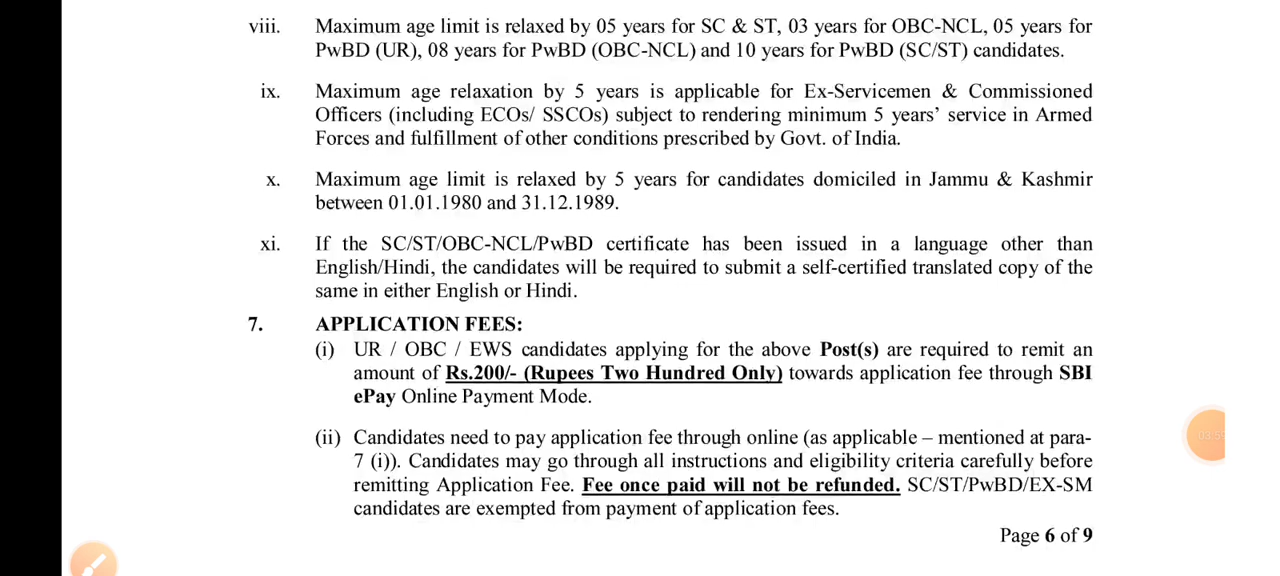 viii. Maximum age limit is relaxed by 05 years for SC & ST, 03 years for OBC-NCL, 05 years for
PwBD (UR), 08 years for PwBD (OBC-NCL) and 10 years for PwBD (SC/ST) candidates.
ix. Maximum age relaxation by 5 years is applicable for Ex-Servicemen & Commissioned
Officers (including ECOs/ SSCOs) subject to rendering minimum 5 years’ service in Armed
Forces and fulfillment of other conditions prescribed by Govt. of India.
x. Maximum age limit is relaxed by 5 years for candidates domiciled in Jammu & Kashmir
between 01.01.1980 and 31.12.1989.
xi. If the SC/ST/OBC-NCL/PwBD certificate has been issued in a language other than
English/Hindi, the candidates will be required to submit a self-certified translated copy of the
same in either English or Hindi.
7. APPLICATION FEES:
(i) UR / OBC / EWS candidates applying for the above Post(s) are required to remit an
amount of Rs.200/- (Rupees Two Hundred Only) towards application fee through SBI
ePay Online Payment Mode.
(ii) Candidates need to pay application fee through online (as applicable – mentioned at para-
7 (i)). Candidates may go through all instructions and eligibility criteria carefully before
remitting Application Fee. Fee once paid will not be refunded. SC/ST/PwBD/EX-SM
candidates are exempted from payment of application fees.
Page 6 of 9